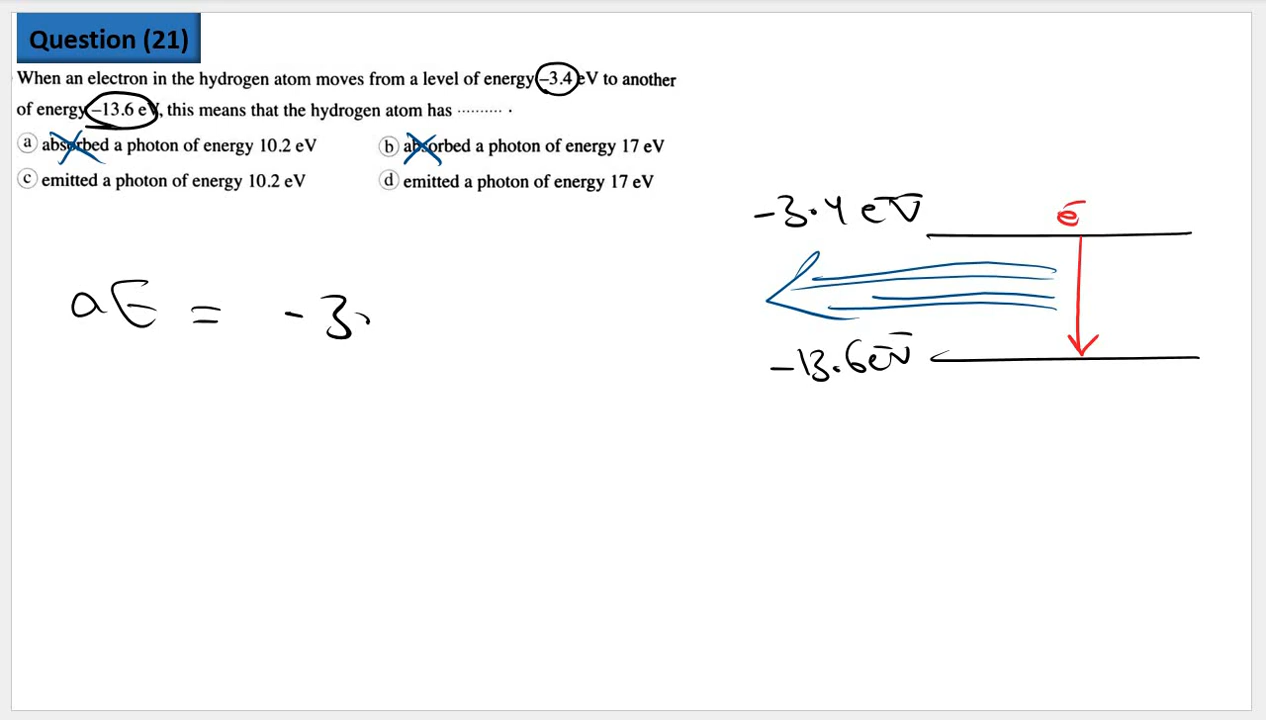 Question (21)
When an electron in the hydrogen atom moves from a level of energy –3.4 eV to another
of energy –13.6 eV, this means that the hydrogen atom has ·········· ·
ⓐ absorbed a photon of energy 10.2 eV ⓑ absorbed a photon of energy 17 eV
ⓒ emitted a photon of energy 10.2 eV ⓓ emitted a photon of energy 17 eV
-3.4 eV
e
-13.6 eV
aE = -3.